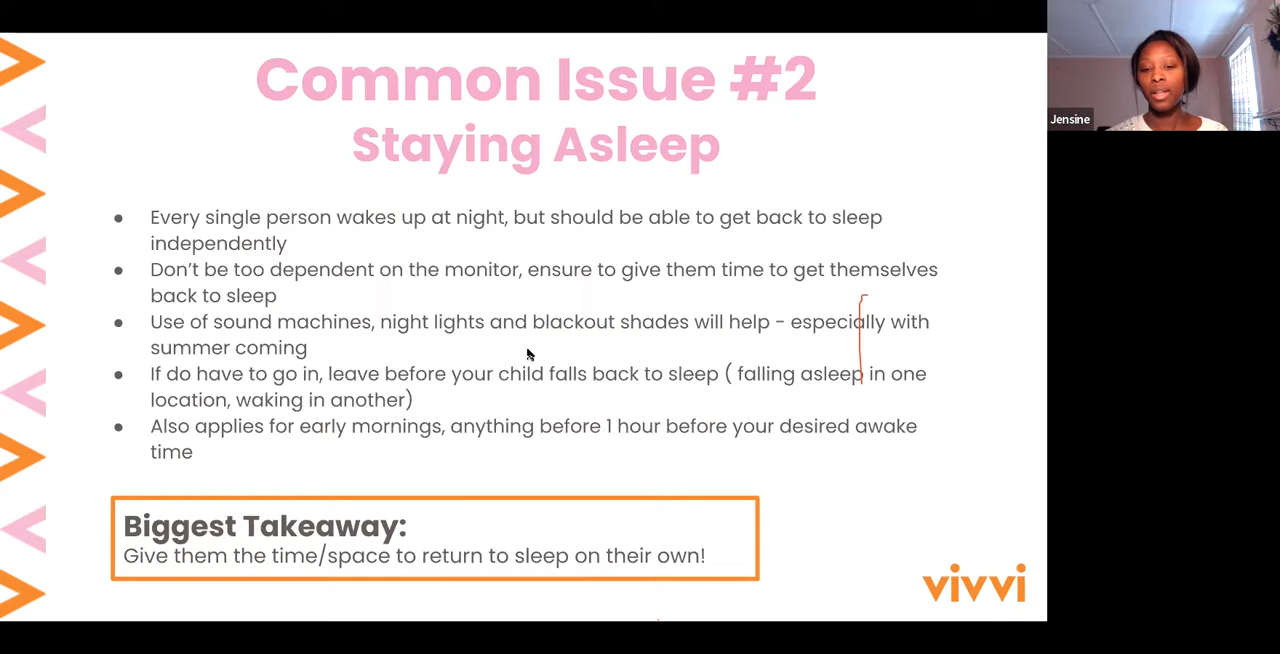 Common Issue #2
Staying Asleep
Jensine
● Every single person wakes up at night, but should be able to get back to sleep
independently
● Don't be too dependent on the monitor, ensure to give them time to get themselves
back to sleep
● Use of sound machines, night lights and blackout shades will help - especially with
summer coming
● If do have to go in, leave before your child falls back to sleep ( falling asleep in one
location, waking in another)
● Also applies for early mornings, anything before 1 hour before your desired awake
time
Biggest Takeaway:
Give them the time/space to return to sleep on their own!
vivvi